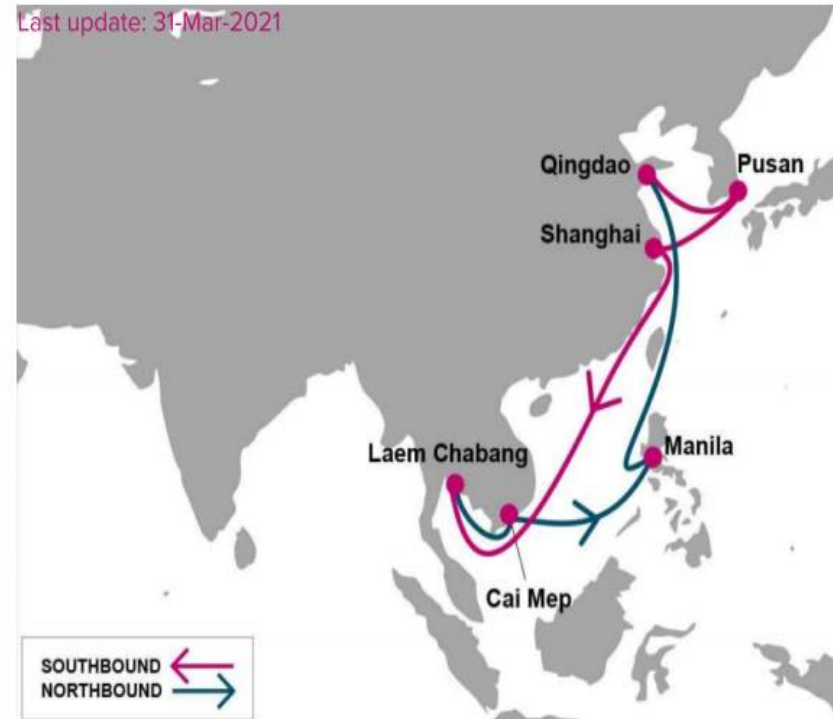 Last update: 31-Mar-2021
Qingdao
Pusan
Shanghai
Laem Chabang
Manila
Cai Mep
SOUTHBOUND
NORTHBOUND